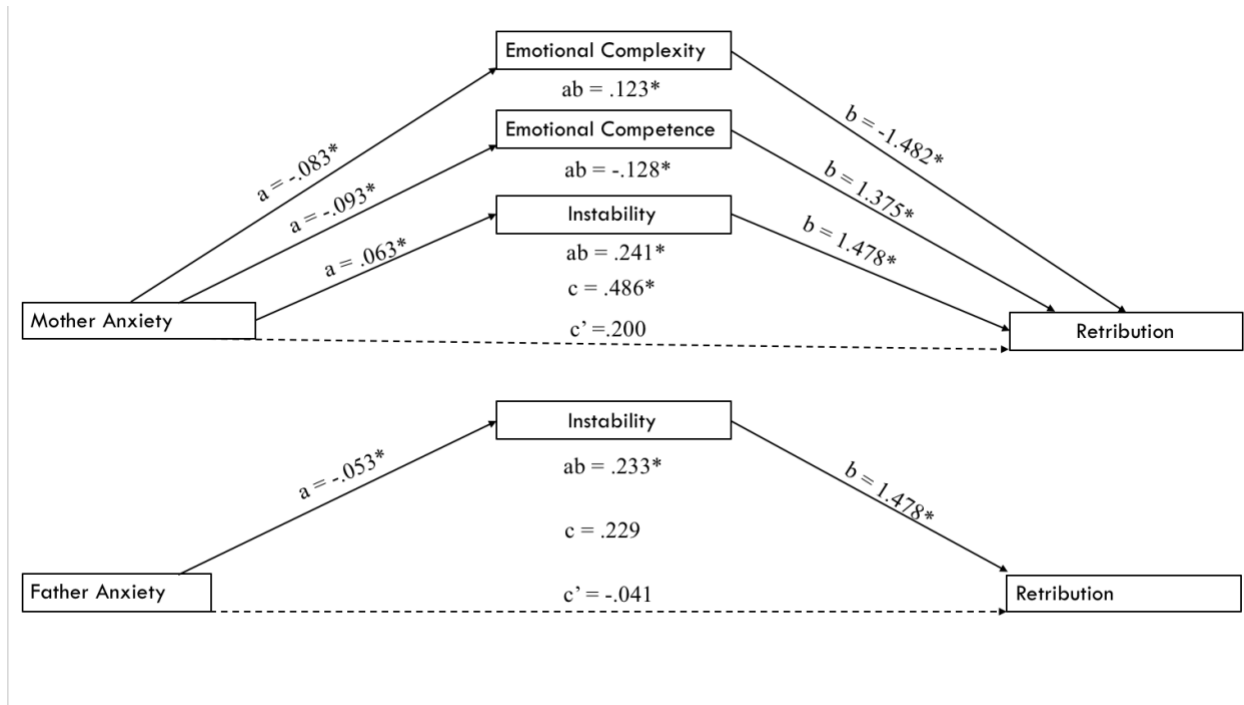 Emotional Complexity
ab = .123*
b = -1.482*
Emotional Competence
a = -.083*
ab = -.128*
b = 1.375*
a = -.093*
Instability
b = 1.478*
a = .063*
ab = .241*
c = .486*
Mother Anxiety
c’ =.200
Retribution
Instability
a = -.053*
ab = .233*
b = 1.478*
c = .229
Father Anxiety
c’ = -.041
Retribution